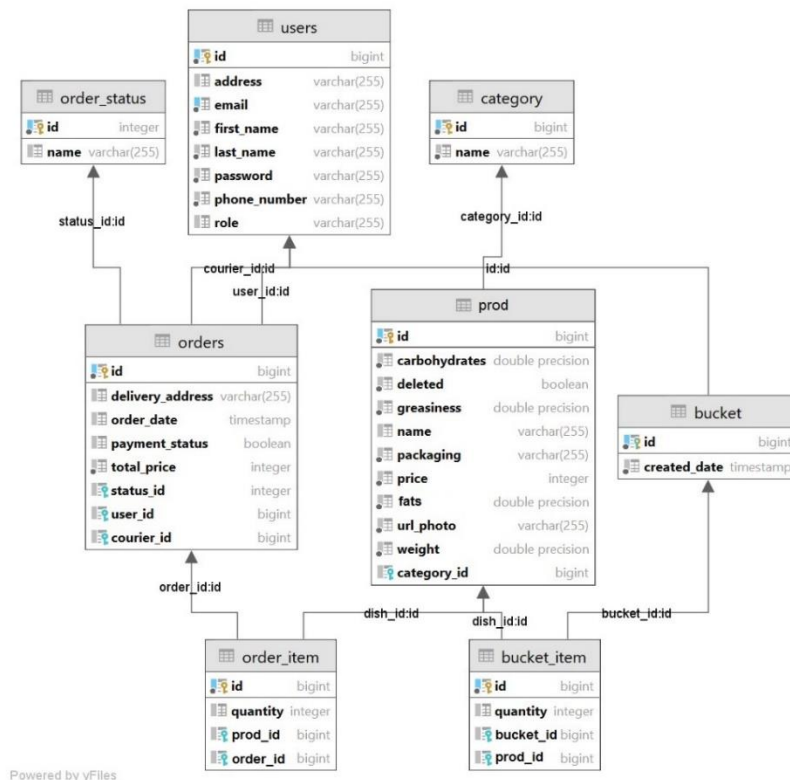 users
id bigint
address varchar(255)
email varchar(255)
first_name varchar(255)
last_name varchar(255)
password varchar(255)
phone_number varchar(255)
role varchar(255)
order_status
id integer
name varchar(255)
category
id bigint
name varchar(255)
status_id:id
category_id:id
courier_id:id
user_id:id
id:id
orders
id bigint
delivery_address varchar(255)
order_date timestamp
payment_status boolean
total_price integer
status_id integer
user_id bigint
courier_id bigint
prod
id bigint
carbohydrates double precision
deleted boolean
greasiness double precision
name varchar(255)
packaging varchar(255)
price integer
fats double precision
url_photo varchar(255)
weight double precision
category_id bigint
bucket
id bigint
created_date timestamp
order_id:id
dish_id:id
dish_id:id
bucket_id:id
order_item
id bigint
quantity integer
prod_id bigint
order_id bigint
bucket_item
id bigint
quantity integer
bucket_id bigint
prod_id bigint
Powered by yFiles